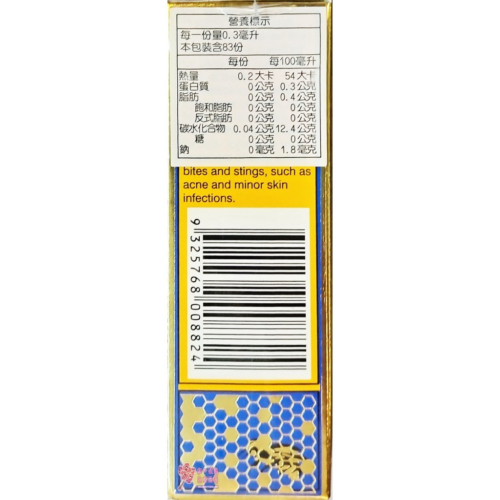 營養標示
每一份量0.3毫升
本包裝含83份
每份 每100毫升
熱量 0.2大卡 54大卡
蛋白質 0公克 0.3公克
脂肪 0公克 0.4公克
飽和脂肪 0公克 0公克
反式脂肪 0公克 0公克
碳水化合物 0.04公克 12.4公克
糖 0公克 0公克
鈉 0毫克 1.8毫克
bites and stings, such as
acne and minor skin
infections.
9 325768 008824